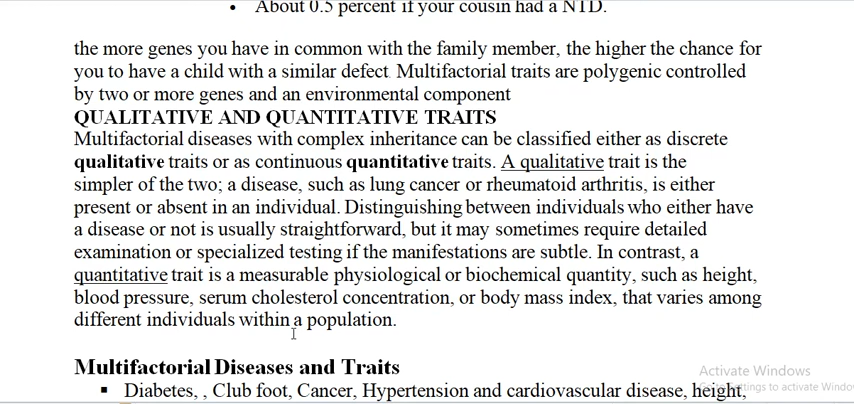 • About 0.5 percent if your cousin had a NTD.
the more genes you have in common with the family member, the higher the chance for
you to have a child with a similar defect. Multifactorial traits are polygenic controlled
by two or more genes and an environmental component
QUALITATIVE AND QUANTITATIVE TRAITS
Multifactorial diseases with complex inheritance can be classified either as discrete
qualitative traits or as continuous quantitative traits. A qualitative trait is the
simpler of the two; a disease, such as lung cancer or rheumatoid arthritis, is either
present or absent in an individual. Distinguishing between individuals who either have
a disease or not is usually straightforward, but it may sometimes require detailed
examination or specialized testing if the manifestations are subtle. In contrast, a
quantitative trait is a measurable physiological or biochemical quantity, such as height,
blood pressure, serum cholesterol concentration, or body mass index, that varies among
different individuals within a population.
Multifactorial Diseases and Traits
Activate Windows
▪ Diabetes, , Club foot, Cancer, Hypertension and cardiovascular disease, height,
Go to Settings to activate Windo